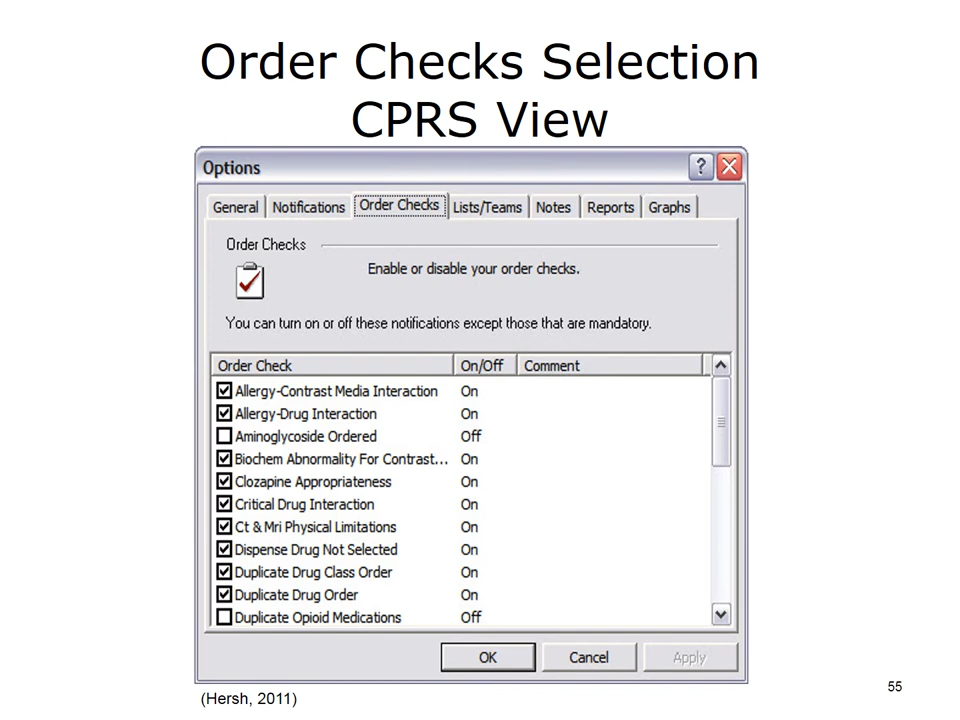 Order Checks Selection
CPRS View
Options
General Notifications Order Checks Lists/Teams Notes Reports Graphs
Order Checks
Enable or disable your order checks.
You can turn on or off these notifications except those that are mandatory.
Order Check On/Off Comment
Allergy-Contrast Media Interaction On
Allergy-Drug Interaction On
Aminoglycoside Ordered Off
Biochem Abnormality For Contrast... On
Clozapine Appropriateness On
Critical Drug Interaction On
Ct & Mri Physical Limitations On
Dispense Drug Not Selected On
Duplicate Drug Class Order On
Duplicate Drug Order On
Duplicate Opioid Medications Off
OK Cancel Apply
55
(Hersh, 2011)